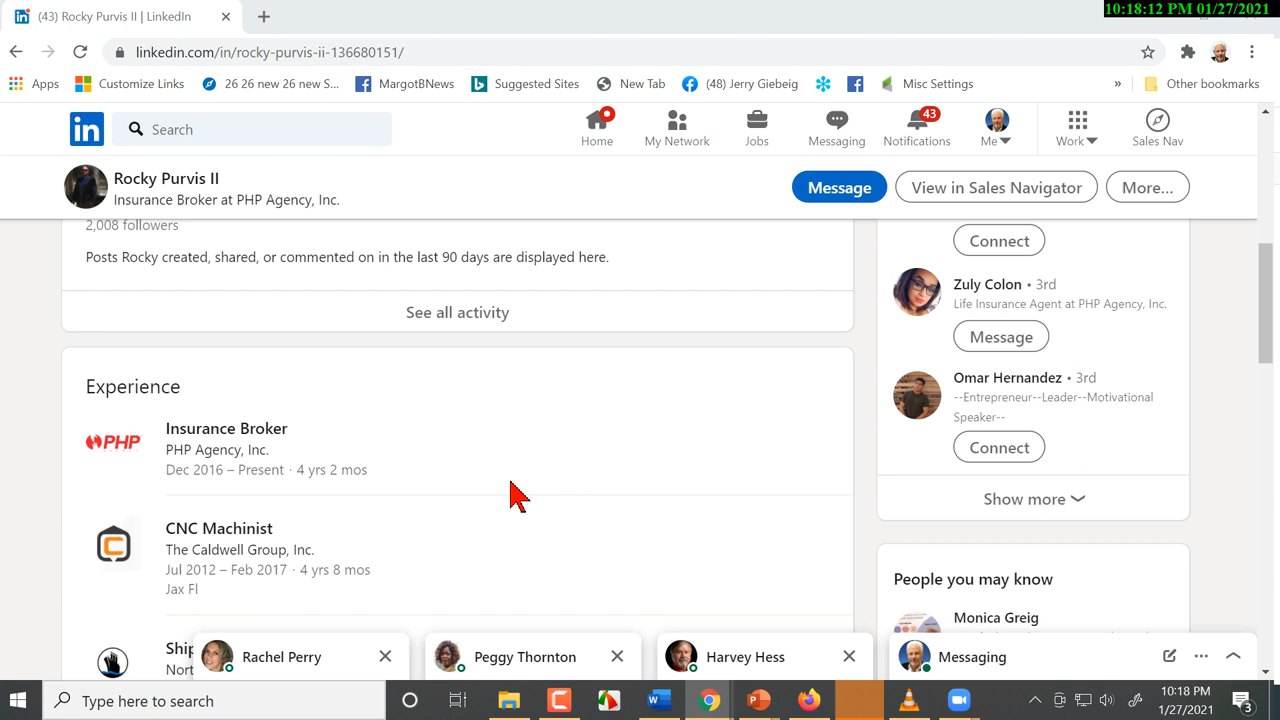 10:18:12 PM 01/27/2021
(43) Rocky Purvis II | LinkedIn
linkedin.com/in/rocky-purvis-ii-136680151/
Apps
Customize Links
26 26 new 26 new S...
MargotBNews
Suggested Sites
New Tab
(48) Jerry Giebeig
Misc Settings
»
Other bookmarks
in
Search
Home
My Network
Jobs
Messaging
43
Notifications
Me
Work
Sales Nav
Rocky Purvis II
Insurance Broker at PHP Agency, Inc.
Message
View in Sales Navigator
More...
2,008 followers
Posts Rocky created, shared, or commented on in the last 90 days are displayed here.
See all activity
Experience
PHP
Insurance Broker
PHP Agency, Inc.
Dec 2016 – Present · 4 yrs 2 mos
CNC Machinist
The Caldwell Group, Inc.
Jul 2012 – Feb 2017 · 4 yrs 8 mos
Jax Fl
Ship
Nort
Connect
Zuly Colon • 3rd
Life Insurance Agent at PHP Agency, Inc.
Message
Omar Hernandez • 3rd
--Entrepreneur--Leader--Motivational
Speaker--
Connect
Show more
People you may know
Monica Greig
Rachel Perry
Peggy Thornton
Harvey Hess
Messaging
Type here to search
10:18 PM
1/27/2021
3